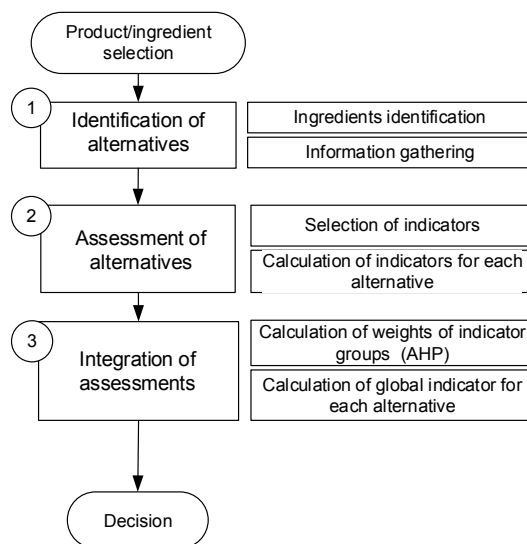 Product/ingredient
selection
1
Identification of
alternatives
Ingredients identification
Information gathering
2
Assessment of
alternatives
Selection of indicators
Calculation of indicators for each
alternative
3
Integration of
assessments
Calculation of weights of indicator
groups (AHP)
Calculation of global indicator for
each alternative
Decision